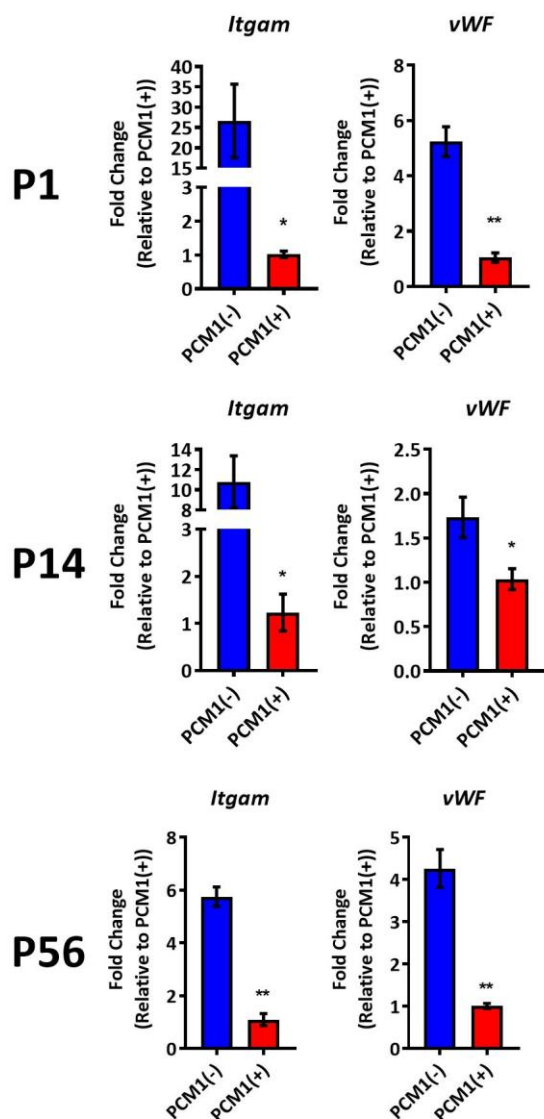 Itgam
vWF
P1
Fold Change
(Relative to PCM1(+))
40
35
30
25
20
15
3
2
1
0
*
PCM1(-)
PCM1(+)
Fold Change
(Relative to PCM1(+))
8
6
4
2
0
**
PCM1(-)
PCM1(+)
Itgam
vWF
P14
Fold Change
(Relative to PCM1(+))
14
12
10
8
3
2
1
0
*
PCM1(-)
PCM1(+)
Fold Change
(Relative to PCM1(+))
2.5
2.0
1.5
1.0
0.5
0.0
*
PCM1(-)
PCM1(+)
Itgam
vWF
P56
Fold Change
(Relative to PCM1(+))
8
6
4
2
0
**
PCM1(-)
PCM1(+)
Fold Change
(Relative to PCM1(+))
5
4
3
2
1
0
**
PCM1(-)
PCM1(+)